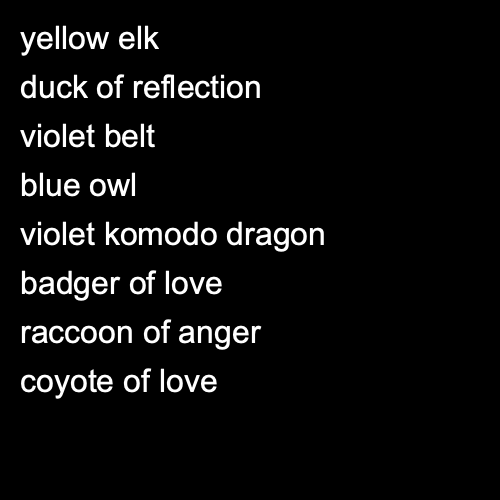 yellow elk
duck of reflection
violet belt
blue owl
violet komodo dragon
badger of love
raccoon of anger
coyote of love